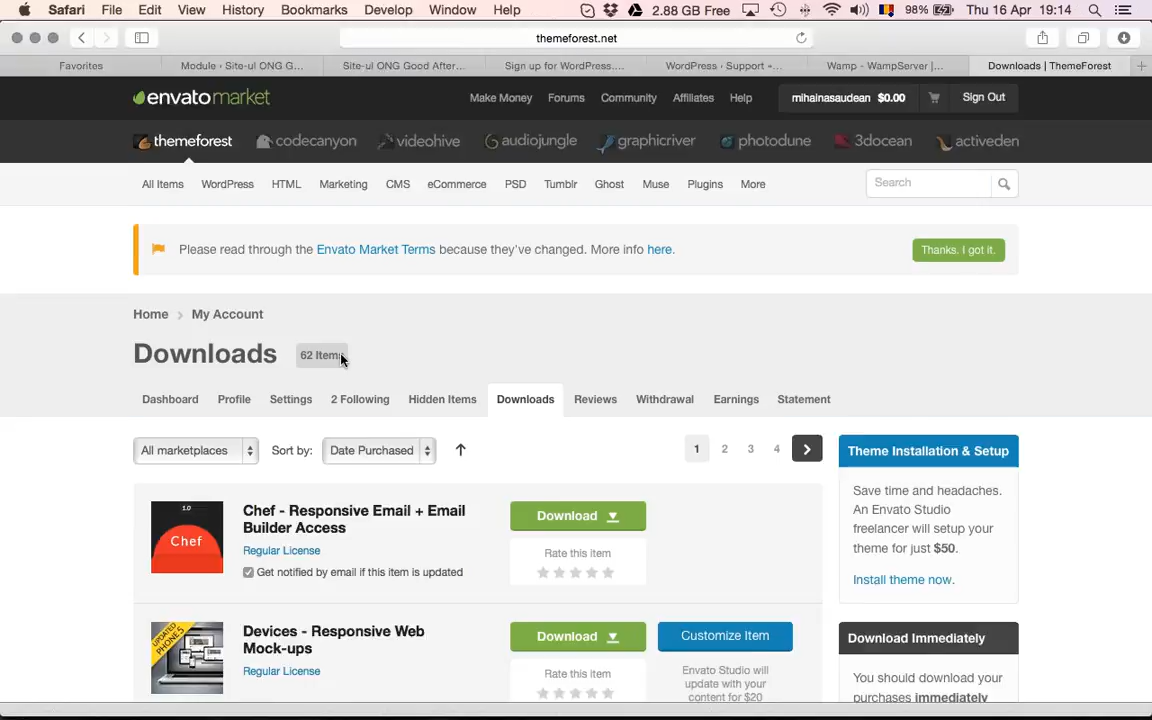 Safari File Edit View History Bookmarks Develop Window Help 2.88 GB Free 98% Thu 16 Apr 19:14
themeforest.net
Favorites Module › Site-ul ONG G... Site-ul ONG Good After... Sign up for WordPress.... WordPress › Support «... Wamp - WampServer |... Downloads | ThemeForest
envatomarket Make Money Forums Community Affiliates Help mihainasaudean $0.00 Sign Out
themeforest codecanyon videohive audiojungle graphicriver photodune 3docean activeden
All Items WordPress HTML Marketing CMS eCommerce PSD Tumblr Ghost Muse Plugins More Search
Please read through the Envato Market Terms because they've changed. More info here. Thanks. I got it.
Home My Account
Downloads 62 Items
Dashboard Profile Settings 2 Following Hidden Items Downloads Reviews Withdrawal Earnings Statement
All marketplaces Sort by: Date Purchased 1 2 3 4
Theme Installation & Setup
Save time and headaches.
An Envato Studio
freelancer will setup your
theme for just $50.
Install theme now.
1.0
Chef
Chef - Responsive Email + Email
Builder Access
Regular License
Get notified by email if this item is updated
Download
Rate this item
UPDATED
PHONE 5
Devices - Responsive Web
Mock-ups
Regular License
Download
Rate this item
Customize Item
Envato Studio will
update with your
content for $20
Download Immediately
You should download your
purchases immediately